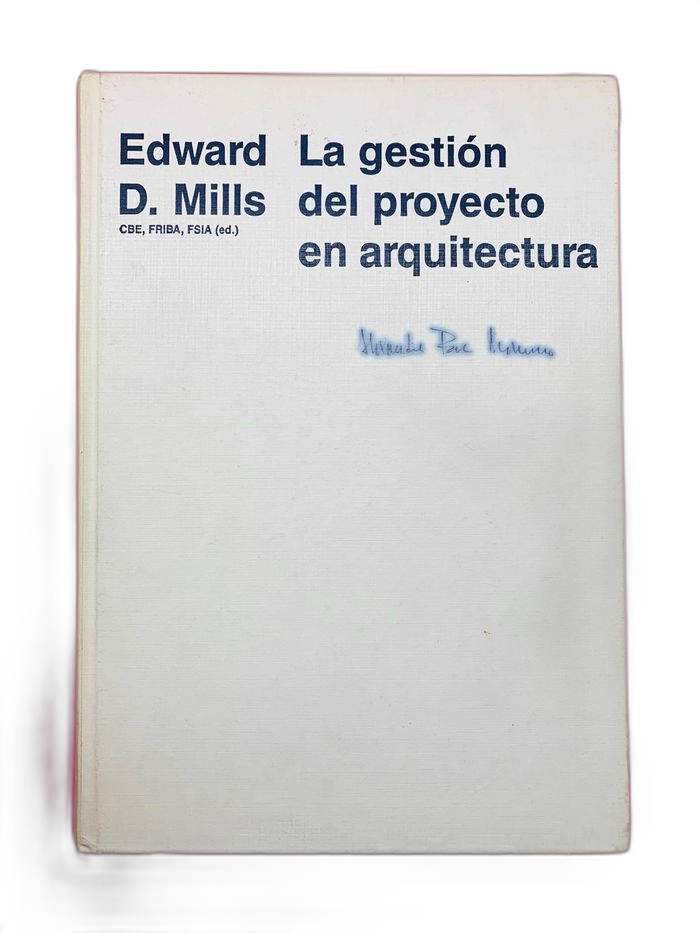 Edward
D. Mills
CBE, FRIBA, FSIA (ed.)
La gestión
del proyecto
en arquitectura